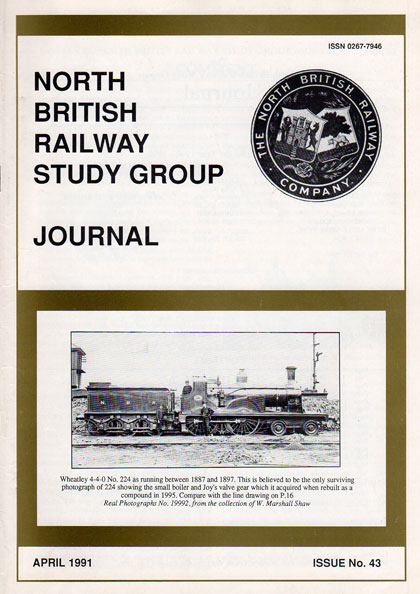 ISSN 0267-7946
NORTH
BRITISH
RAILWAY
STUDY GROUP
JOURNAL
THE NORTH BRITISH RAILWAY
COMPANY.
Wheatley 4-4-0 No. 224 as running between 1887 and 1897. This is believed to be the only surviving
photograph of 224 showing the small boiler and Joy's valve gear which it acquired when rebuilt as a
compound in 1995. Compare with the line drawing on P.16
Real Photographs No. 19992, from the collection of W. Marshall Shaw
APRIL 1991
ISSUE No. 43